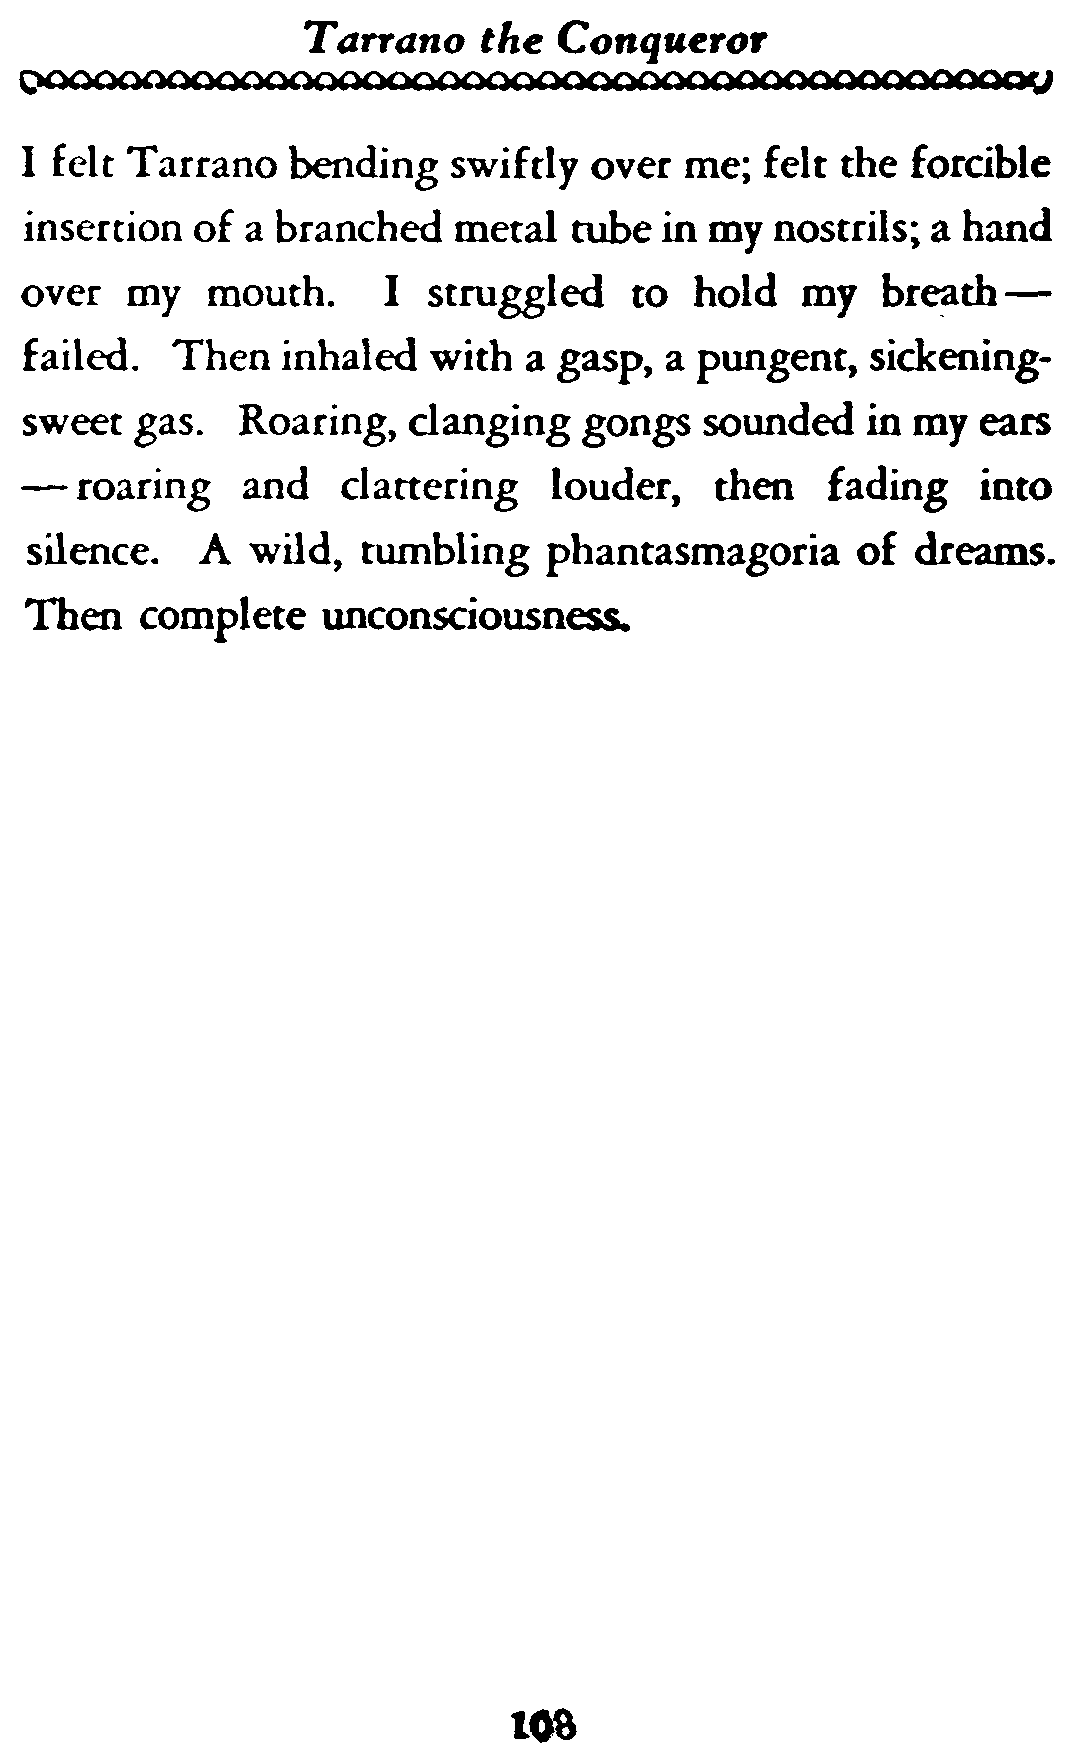 Tarrano the Conqueror
I felt Tarrano bending swiftly over me; felt the forcible
insertion of a branched metal tube in my nostrils; a hand
over my mouth. I struggled to hold my breath—
failed. Then inhaled with a gasp, a pungent, sickening-
sweet gas. Roaring, clanging gongs sounded in my ears
—roaring and clattering louder, then fading into
silence. A wild, tumbling phantasmagoria of dreams.
Then complete unconsciousness.
108